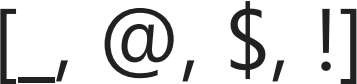 [_, @, $, !]